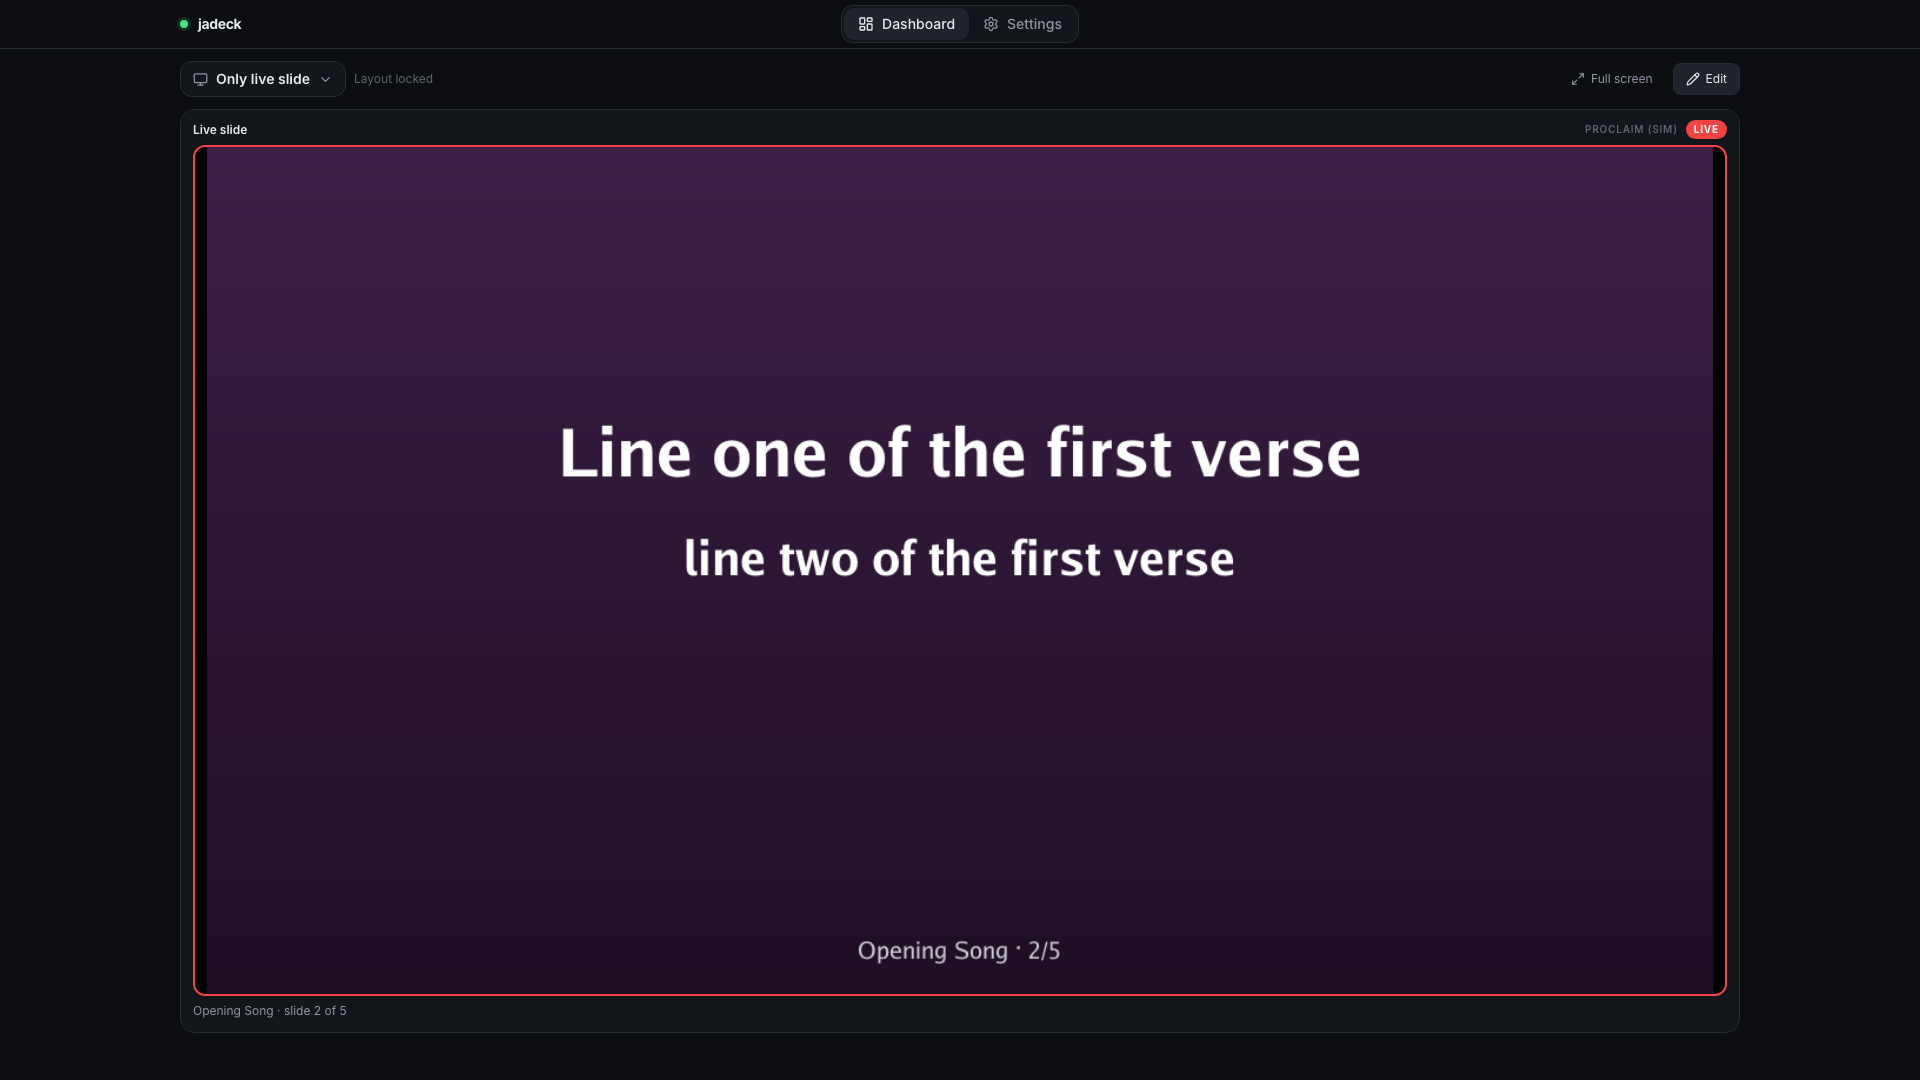 jadeck
Dashboard
Settings
Only live slide
Layout locked
Full screen
Edit
Live slide
PROCLAIM (SIM)
LIVE
Line one of the first verse
line two of the first verse
Opening Song · 2/5
Opening Song · slide 2 of 5